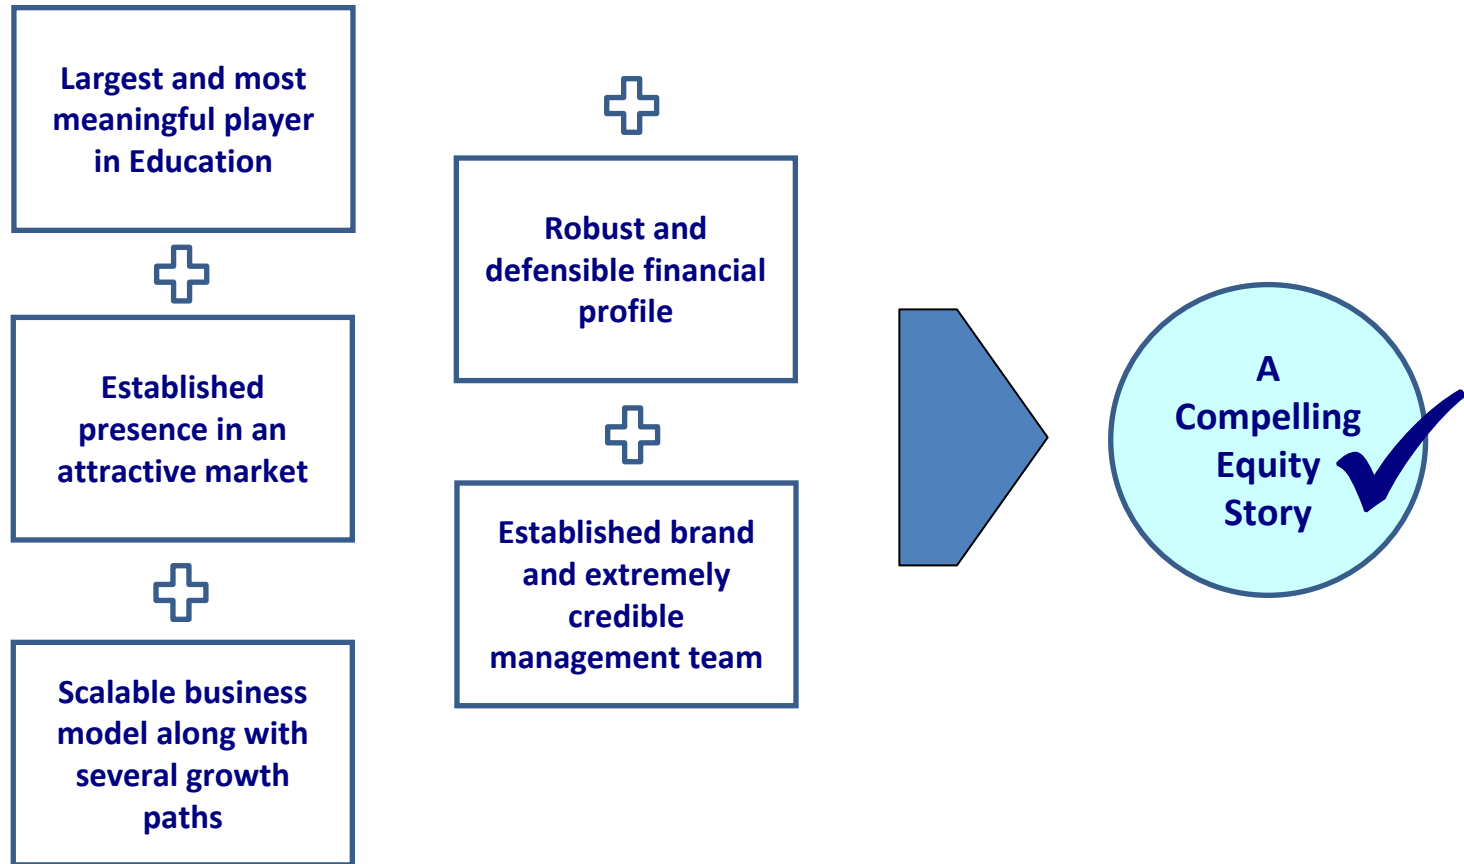 Largest and most
meaningful player
in Education
Established
presence in an
attractive market
Scalable business
model along with
several growth
paths
Robust and
defensible financial
profile
Established brand
and extremely
credible
management team
A
Compelling
Equity
Story